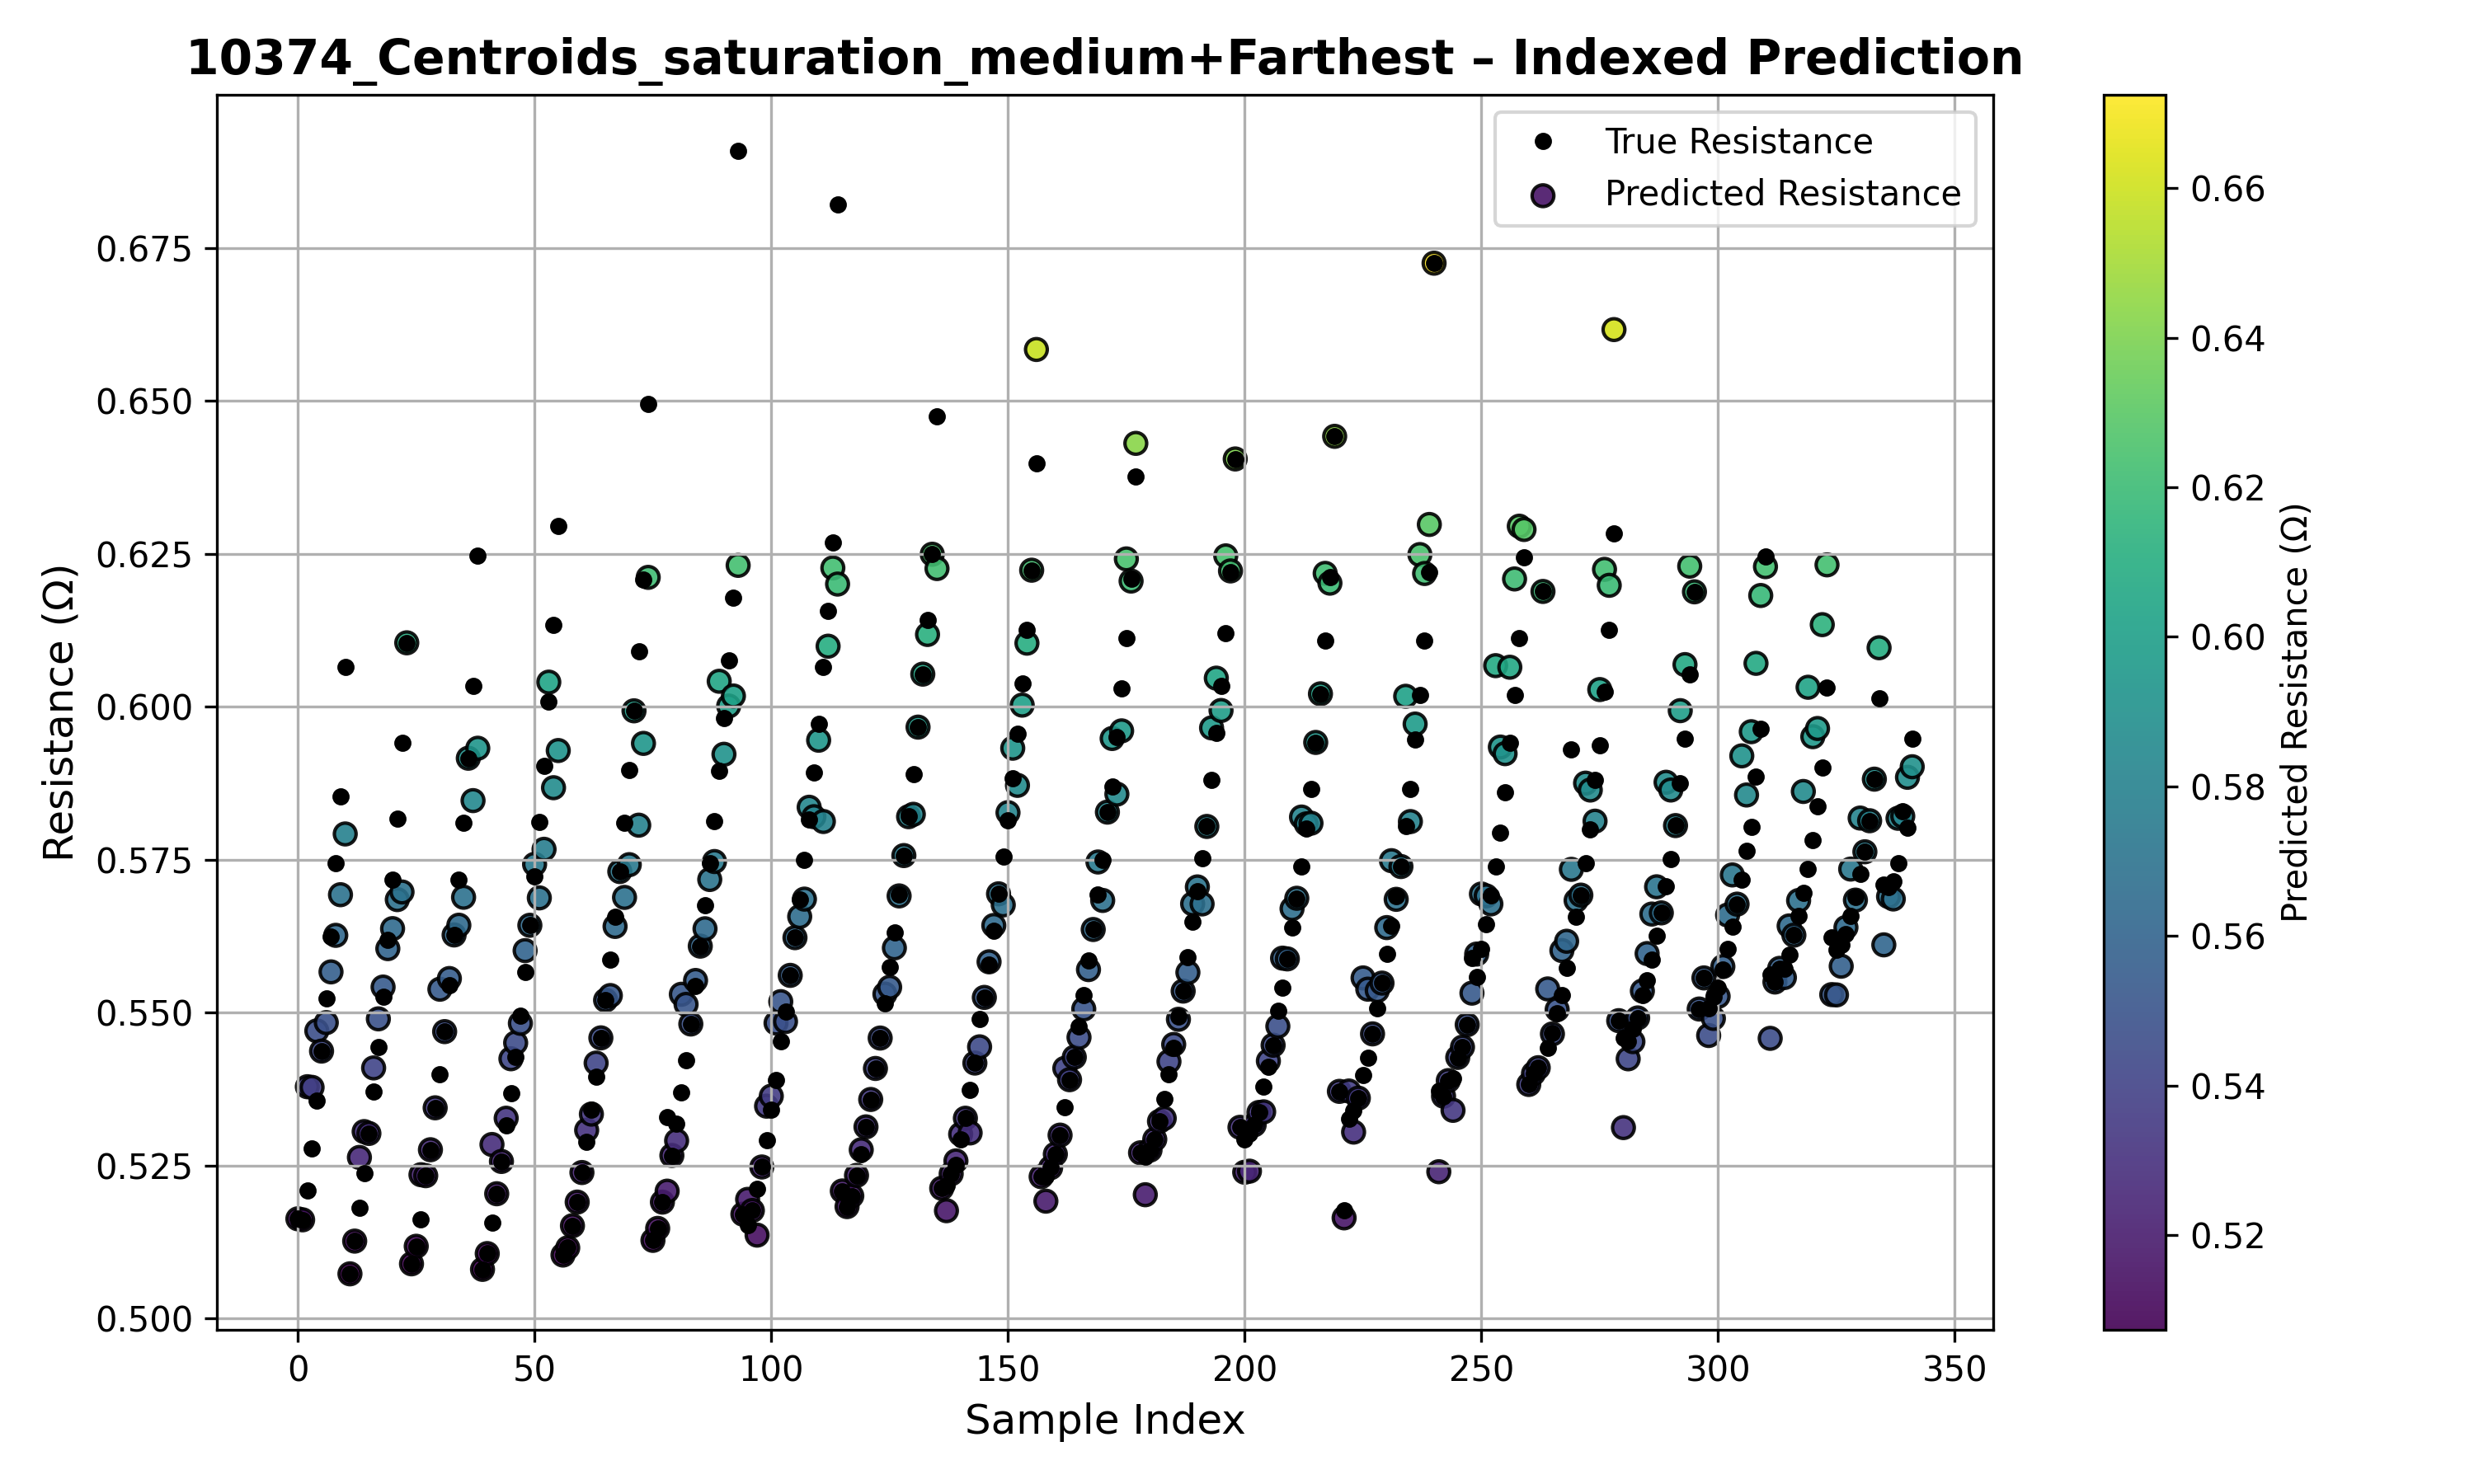 10374_Centroids_saturation_medium+Farthest – Indexed Prediction
True Resistance
Predicted Resistance
Resistance (Ω)
0.675
0.650
0.625
0.600
0.575
0.550
0.525
0.500
0 50 100 150 200 250 300 350
Sample Index
0.66
0.64
0.62
0.60
0.58
0.56
0.54
0.52
Predicted Resistance (Ω)